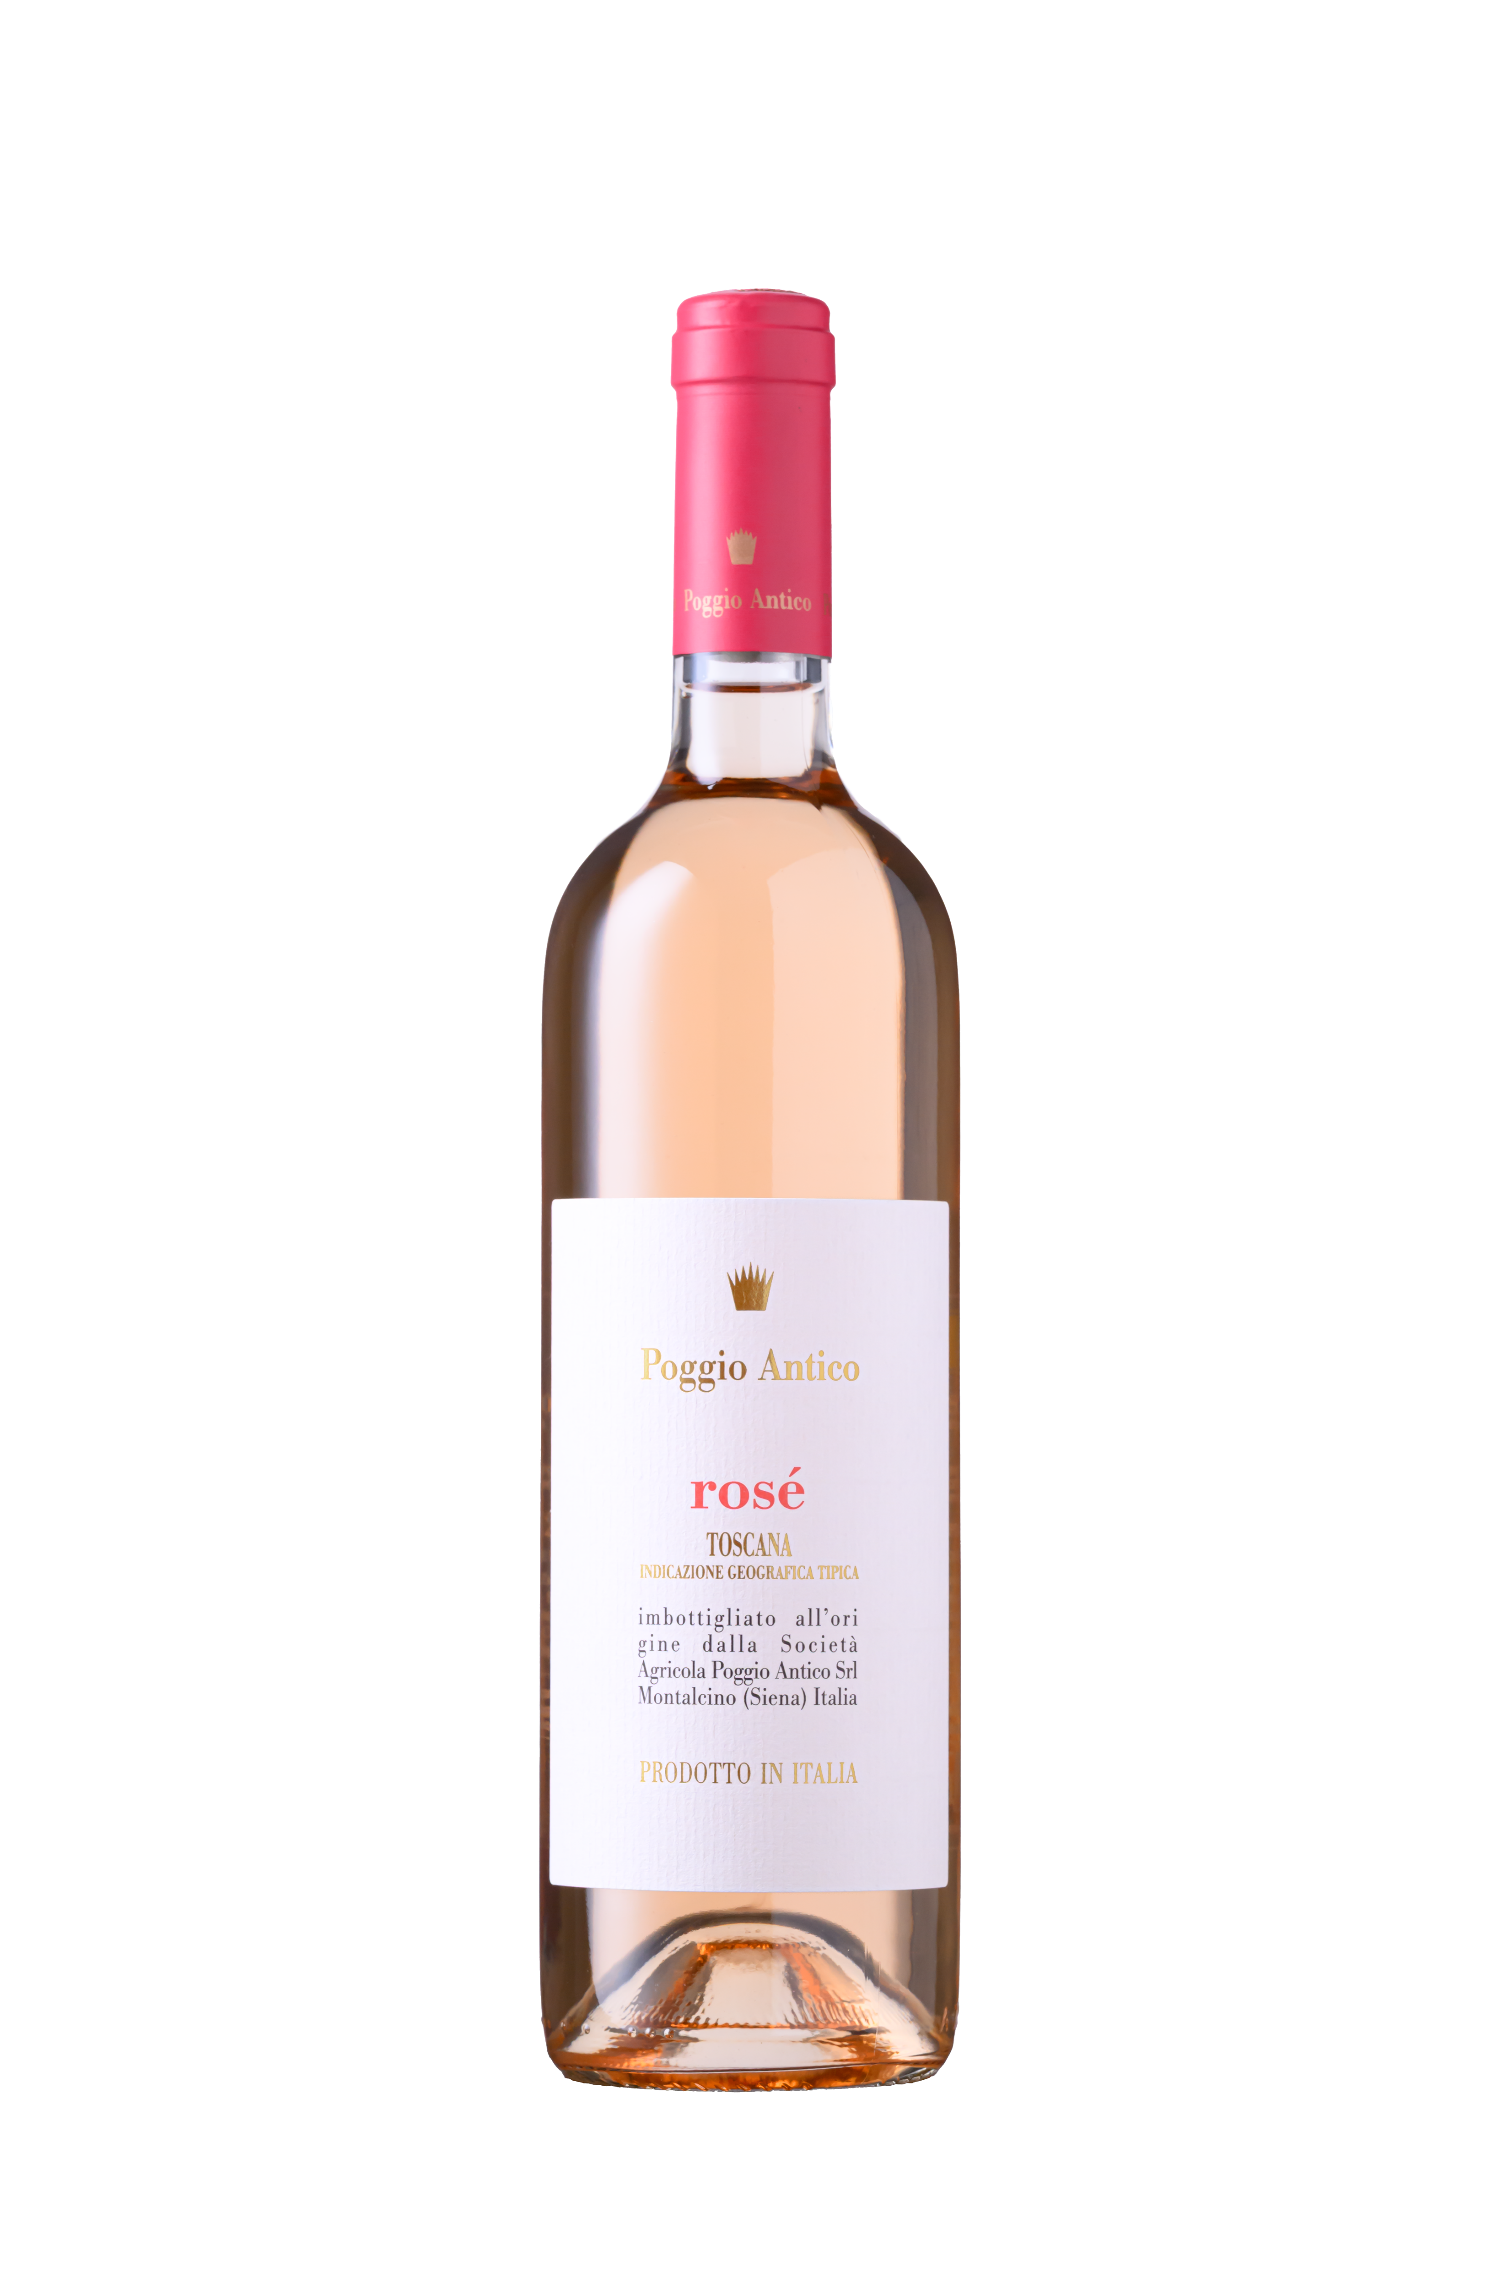 Poggio Antico
Poggio Antico
rosé
TOSCANA
INDICAZIONE GEOGRAFICA TIPICA
imbottigliato all'ori
gine dalla Società
Agricola Poggio Antico Srl
Montalcino (Siena) Italia
PRODOTTO IN ITALIA